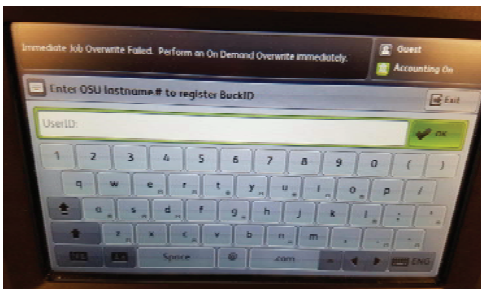 Immediate Job Overwrite Failed. Perform an On Demand Overwrite immediately.
Guest
Accounting On
Enter OSU lastname.# to register BuckID
Exit
UserID:
OK
1 2 3 4 5 6 7 8 9 0 ( )
q w e r t y u i o p /
a s d f g h j k l ; '
z x c v b n m , . -
Space @ .com ENG